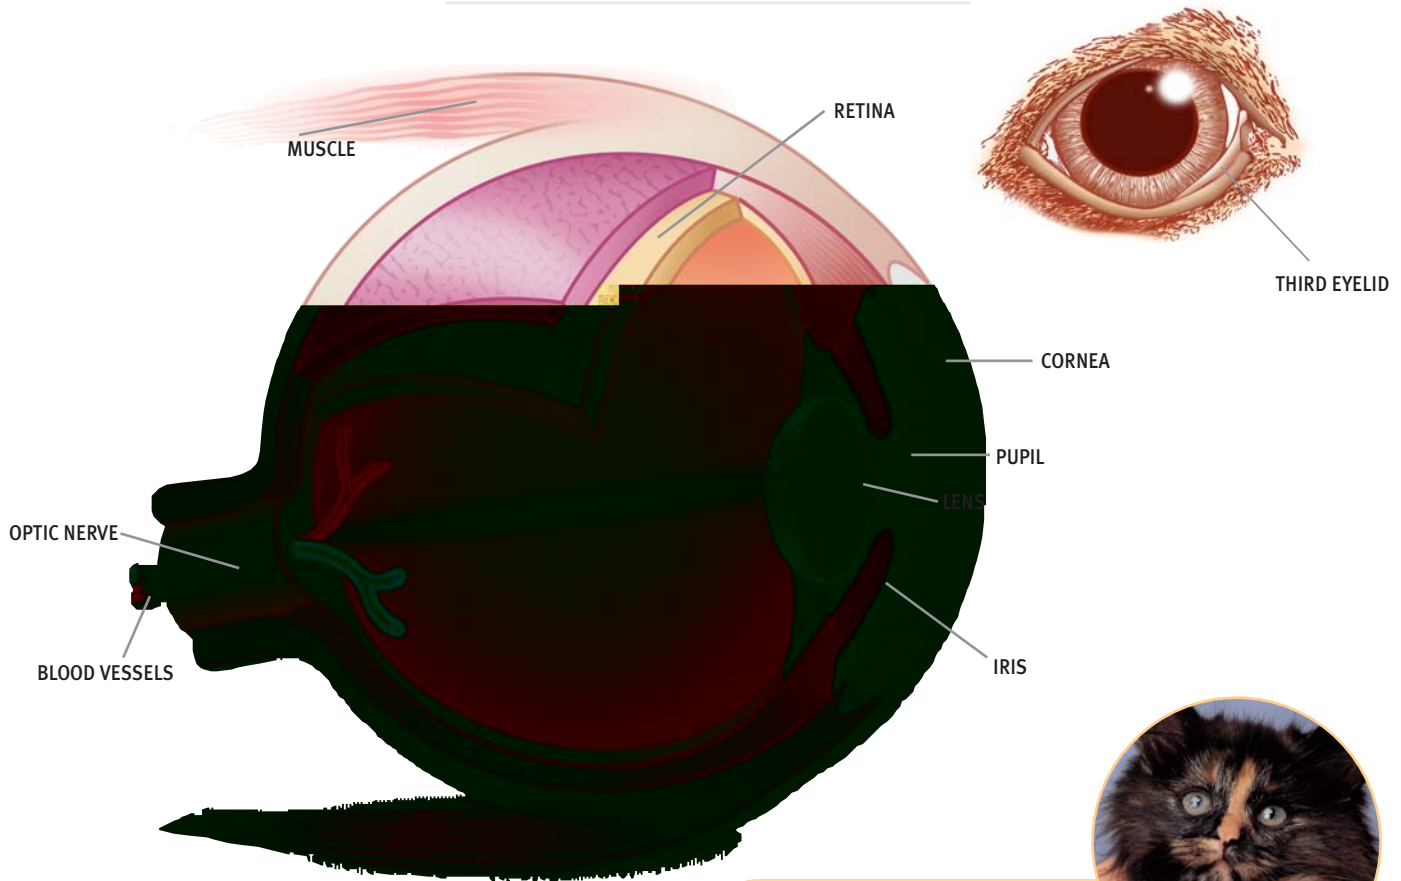 RETINA
MUSCLE
THIRD EYELID
CORNEA
PUPIL
LENS
OPTIC NERVE
IRIS
BLOOD VESSELS